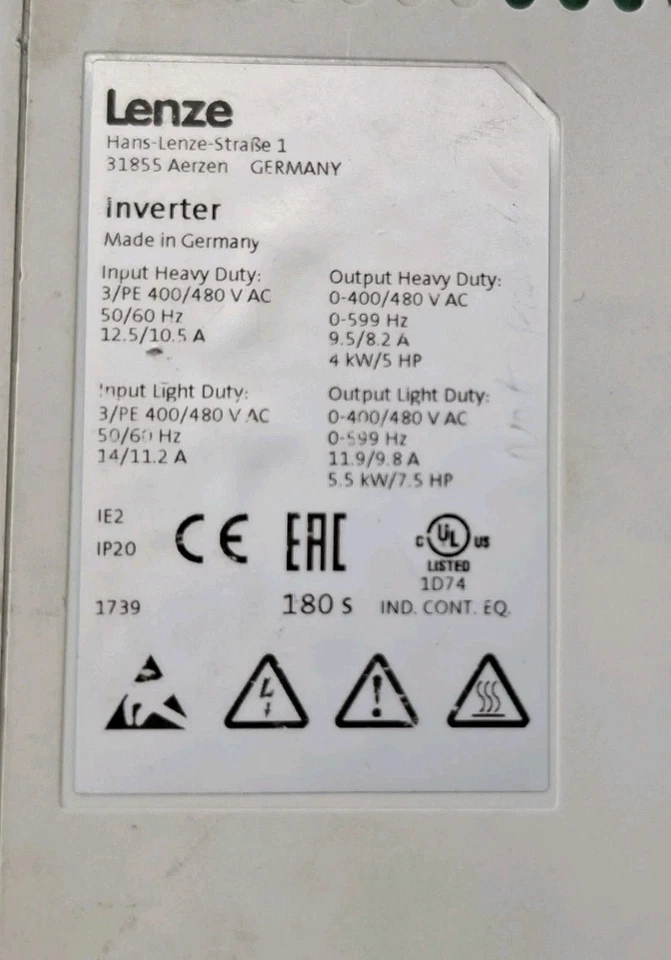 Lenze
Hans-Lenze-Straße 1
31855 Aerzen GERMANY
Inverter
Made in Germany
Input Heavy Duty:
3/PE 400/480 V AC
50/60 Hz
12.5/10.5 A
Output Heavy Duty:
0-400/480 V AC
0-599 Hz
9.5/8.2 A
4 kW/5 HP
Input Light Duty:
3/PE 400/480 V AC
50/60 Hz
14/11.2 A
Output Light Duty:
0-400/480 V AC
0-599 Hz
11.9/9.8 A
5.5 kW/7.5 HP
IE2
IP20
CE
EAC
C UL US
LISTED
1D74
1739
180 s
IND. CONT. EQ.